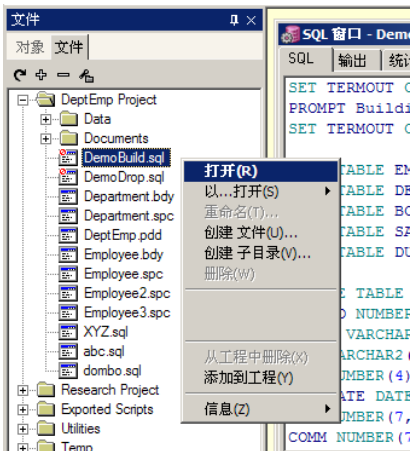 文件
对象 文件
DeptEmp Project
Data
Documents
DemoBuild.sql
DemoDrop.sql
Department.bdy
Department.spc
DeptEmp.pdd
Employee.bdy
Employee.spc
Employee2.spc
Employee3.spc
XYZ.sql
abc.sql
dombo.sql
Research Project
Exported Scripts
Utilities
Temp
打开(R)
以...打开(S)
重命名(T)...
创建 文件(U)...
创建 子目录(V)...
删除(W)
从工程中删除(X)
添加到工程(Y)
信息(Z)
SQL 窗口 - Demo
SQL 输出 统计
SET TERMOUT
PROMPT Buildi
SET TERMOUT
TABLE EM
TABLE DE
TABLE BO
TABLE SA
TABLE DU
TABLE
NUMBER
VARCHAR
ARCHAR2(
UMBER(4)
ATE DATE
UMBER(7,
COMM NUMBER(7